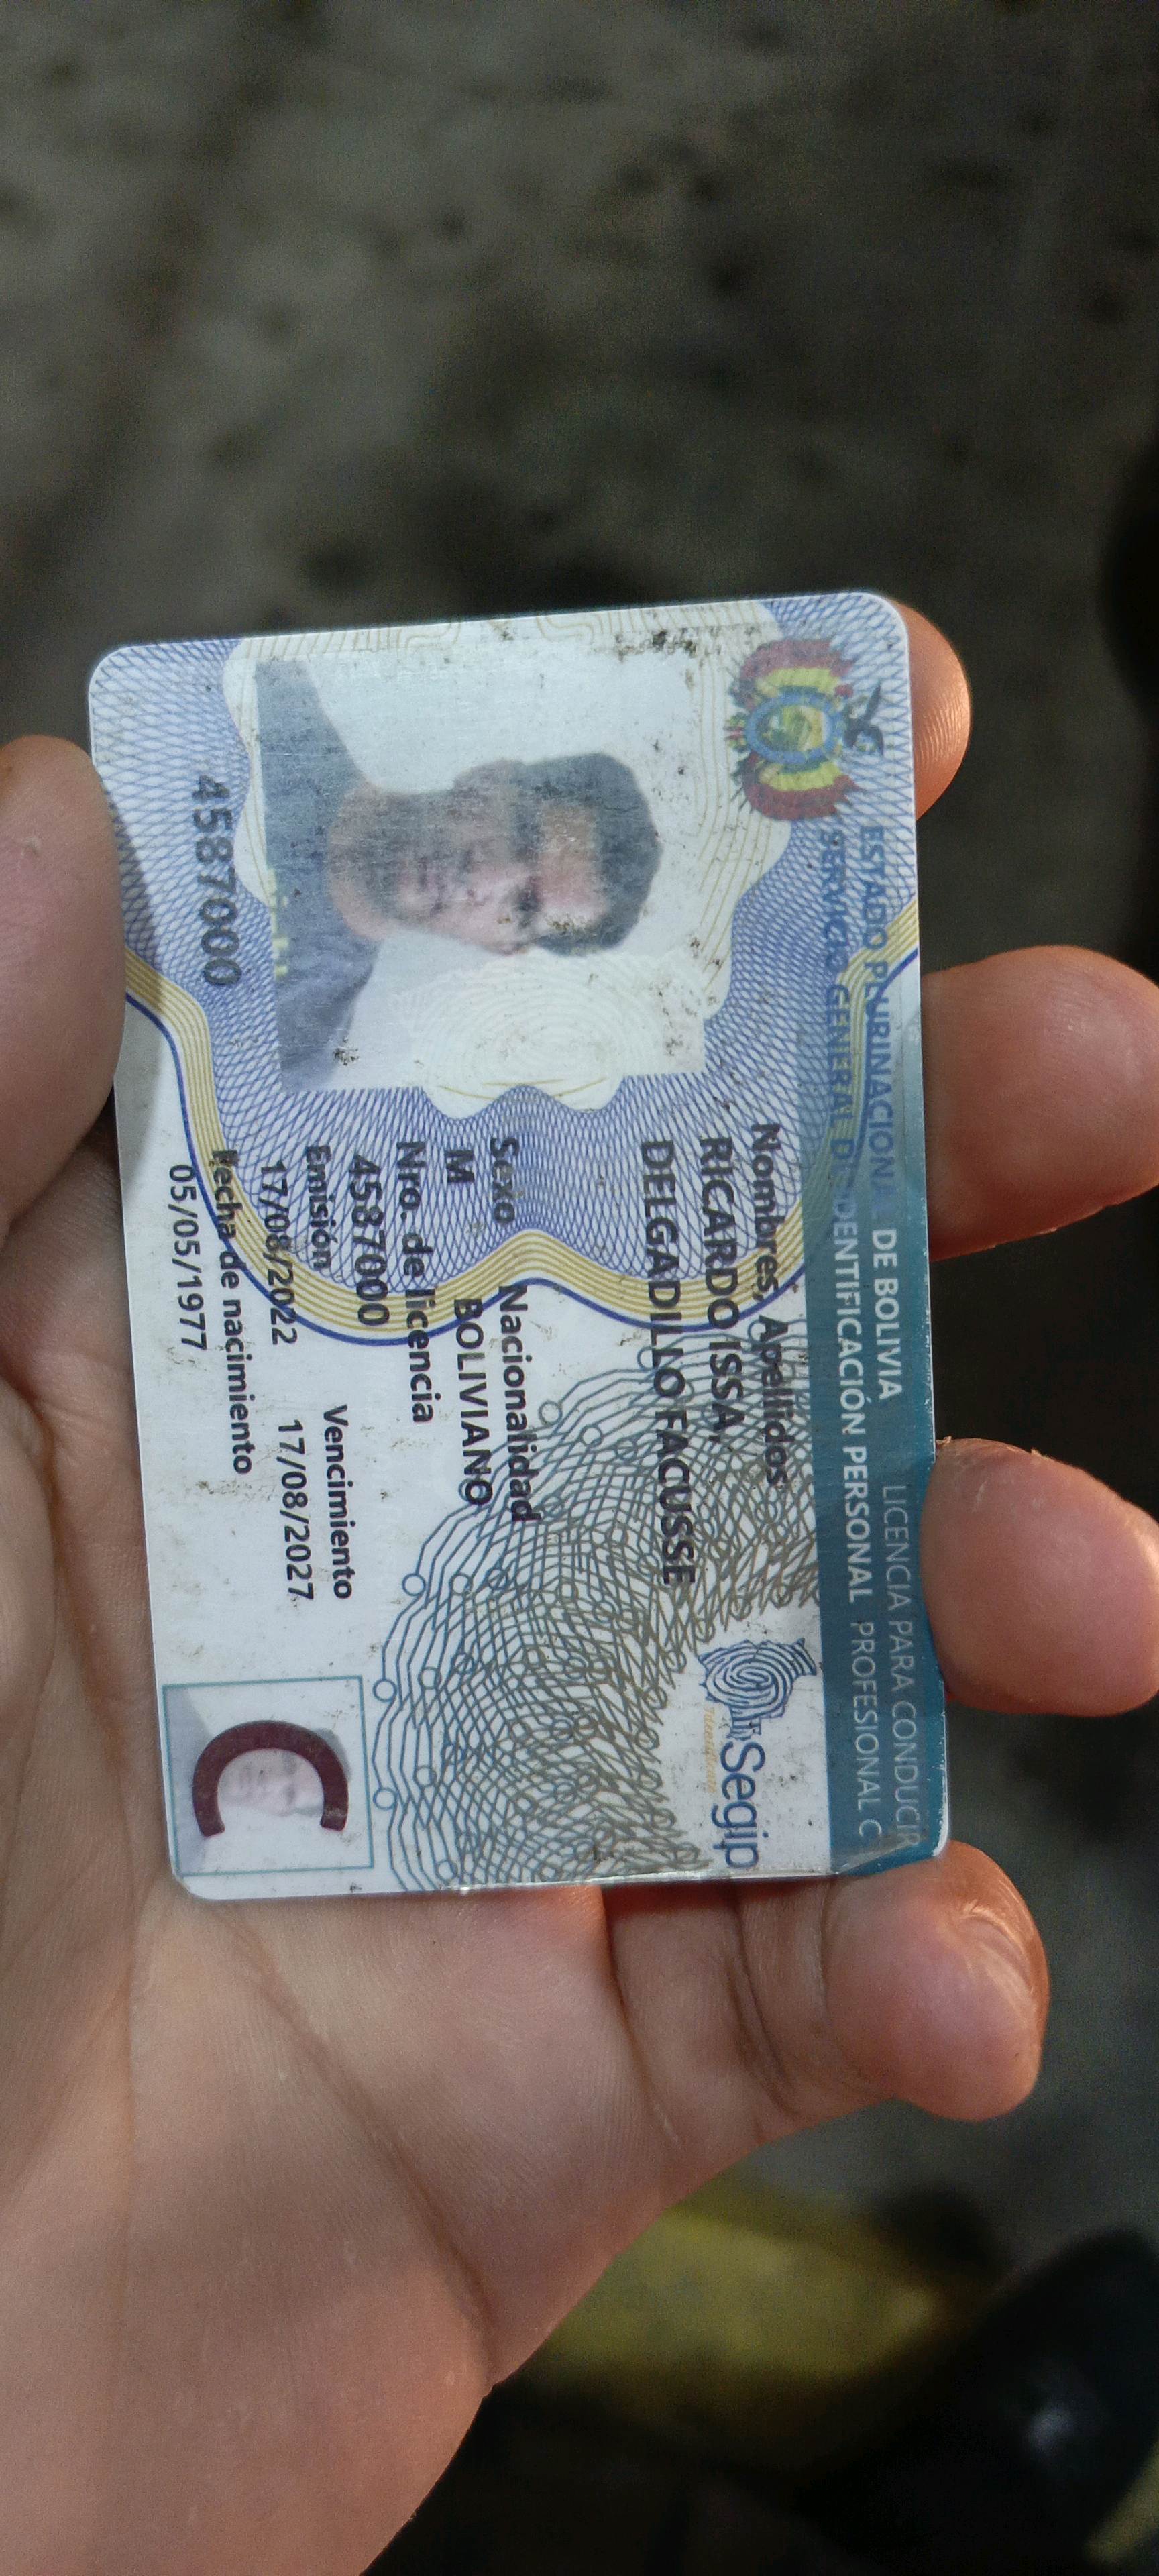 ESTADO PLURINACIONAL DE BOLIVIA LICENCIA PARA CONDUCIR
SERVICIO GENERAL DE IDENTIFICACIÓN PERSONAL PROFESIONAL C
Segip
Nombres, Apellidos
RICARDO ISSA,
DELGADILLO FACUSSE
Sexo Nacionalidad
M BOLIVIANO
Nro. de licencia
4587000
Emisión Vencimiento
17/08/2022 17/08/2027
Fecha de nacimiento
05/05/1977
4587000
C